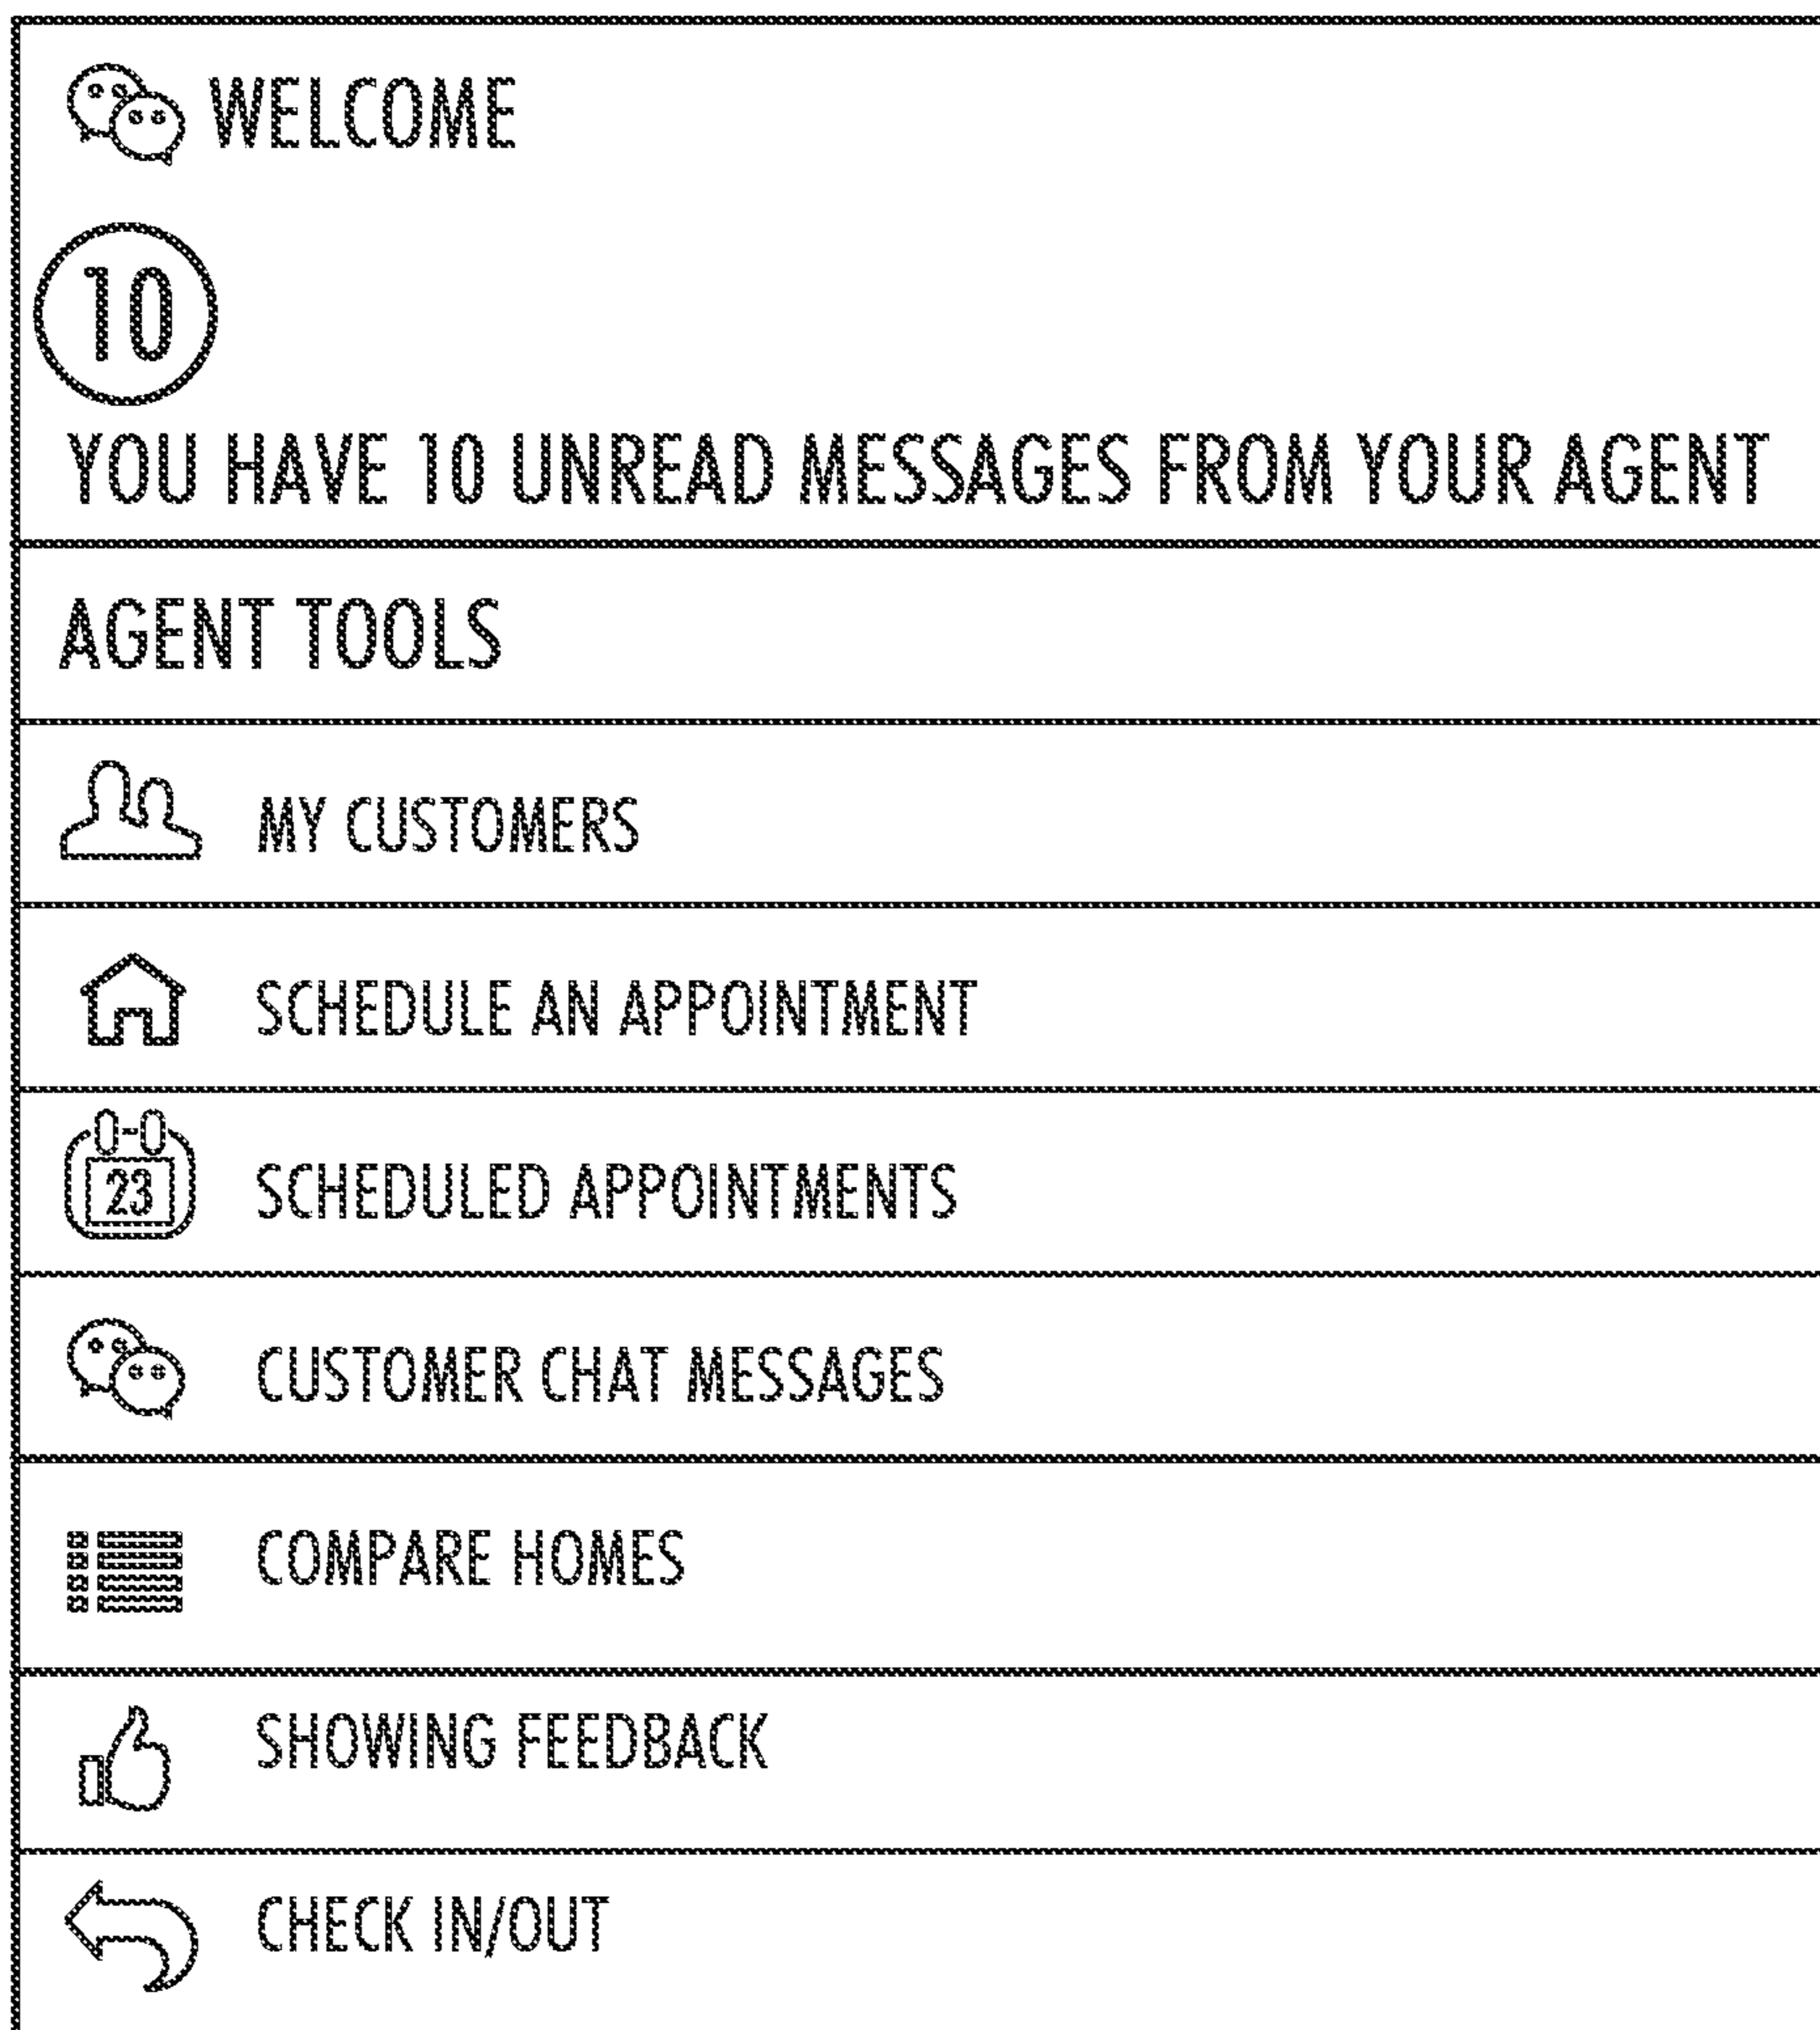 WELCOME
10
YOU HAVE 10 UNREAD MESSAGES FROM YOUR AGENT
AGENT TOOLS
MY CUSTOMERS
SCHEDULE AN APPOINTMENT
23
SCHEDULED APPOINTMENTS
CUSTOMER CHAT MESSAGES
COMPARE HOMES
SHOWING FEEDBACK
CHECK IN/OUT